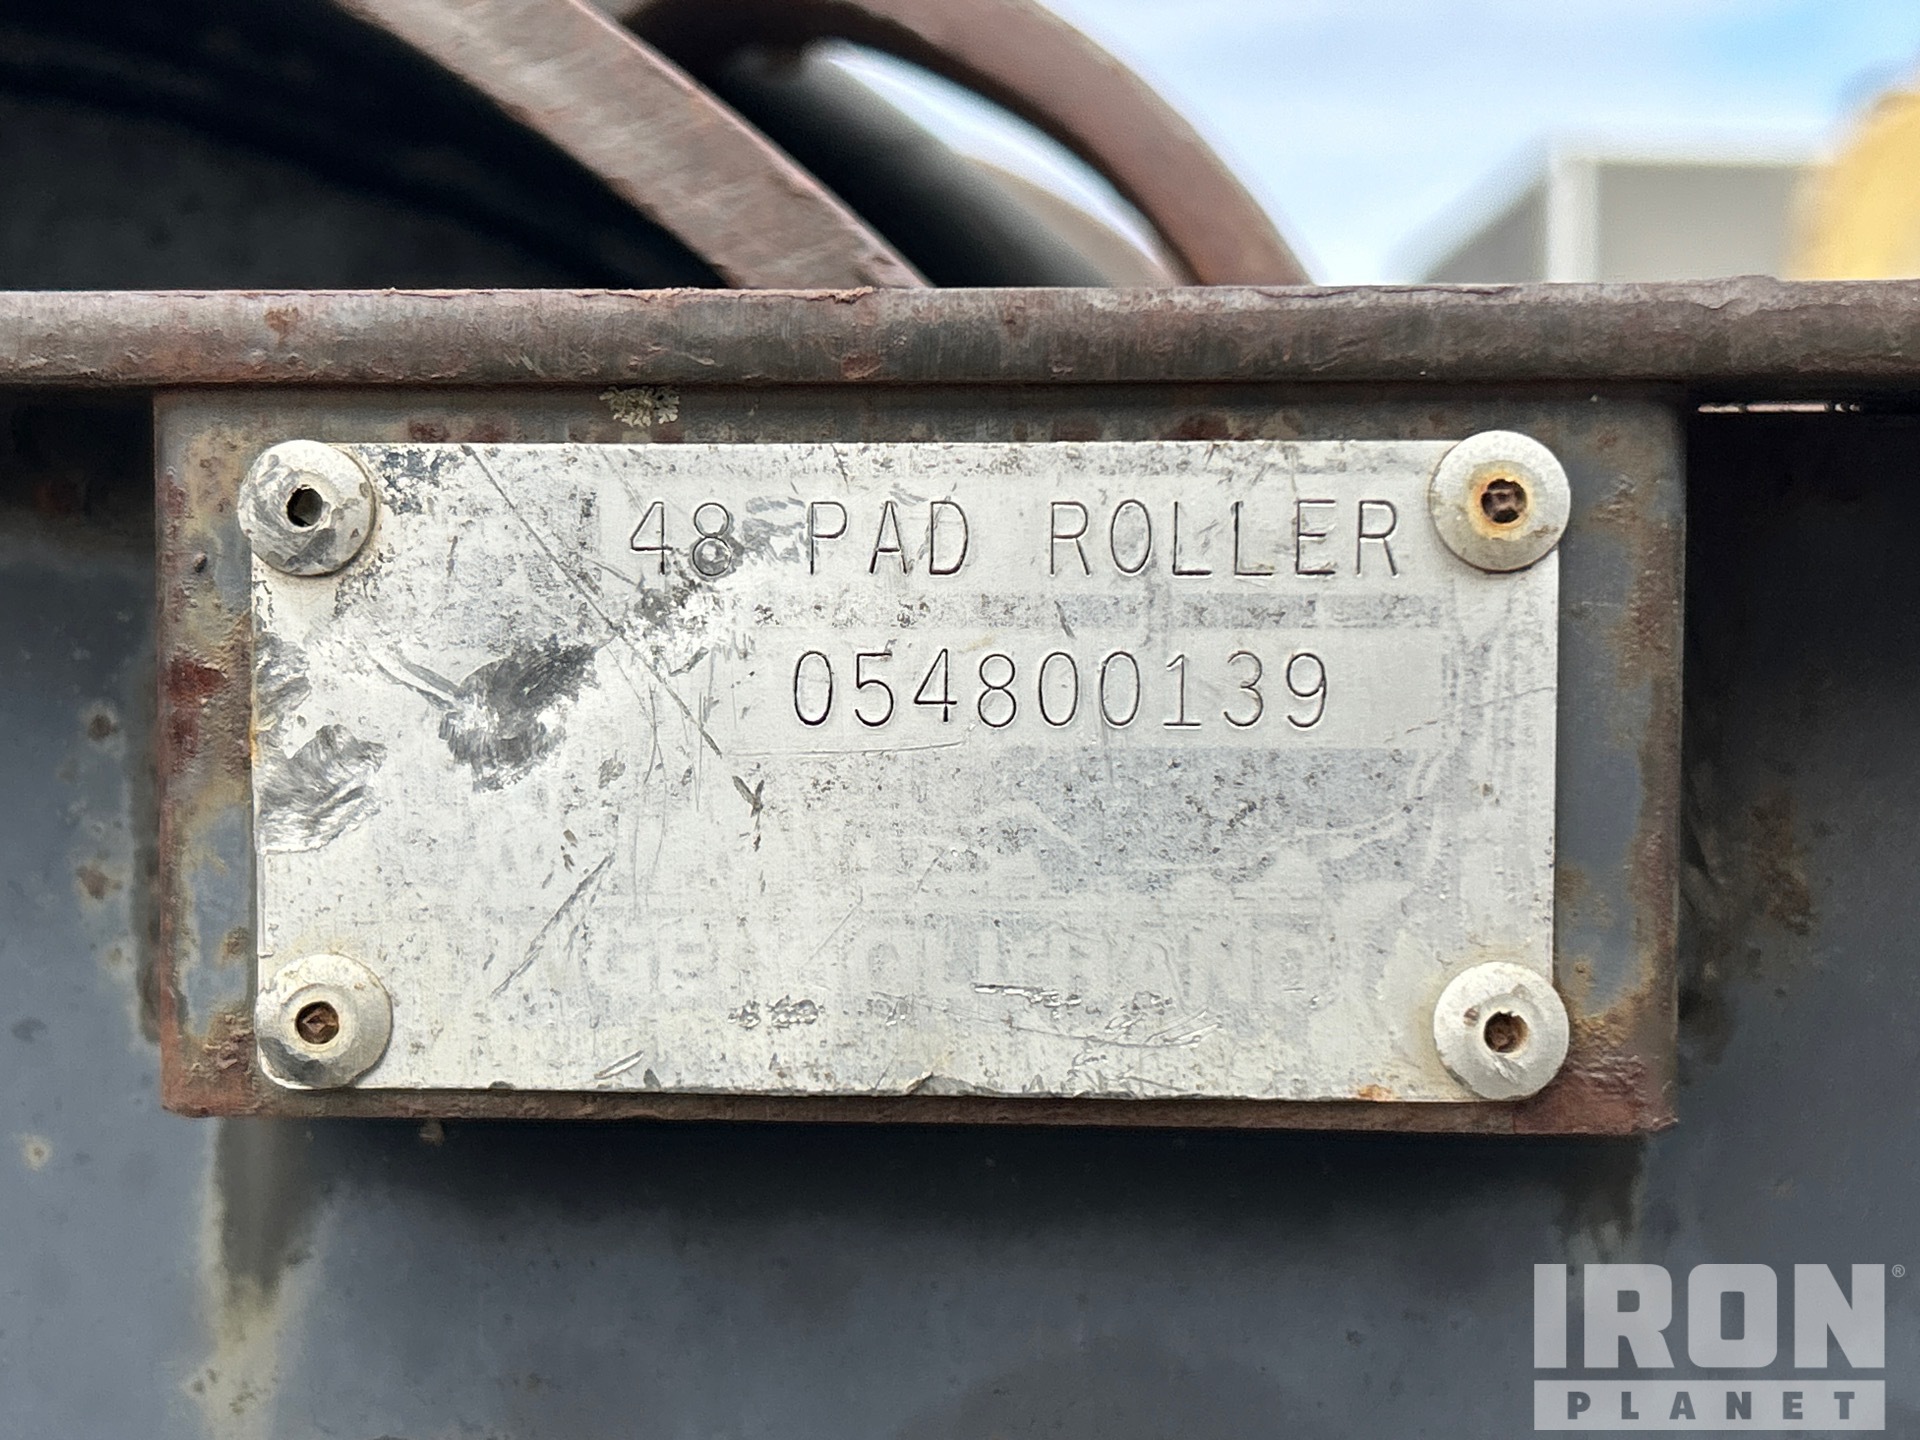 48 PAD ROLLER
054800139
IRON®
PLANET